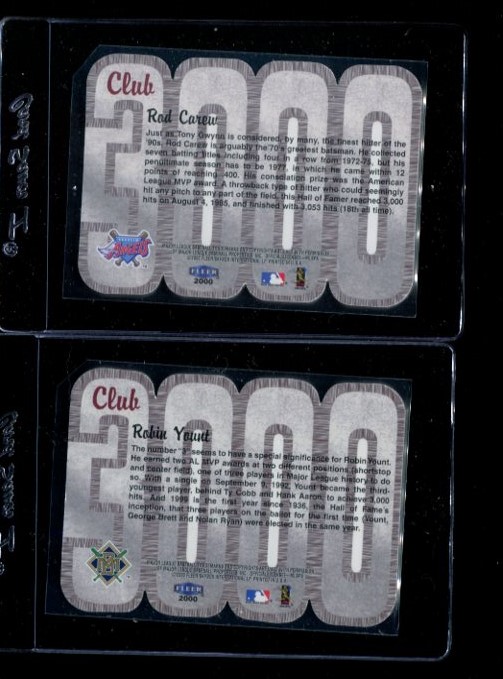 Club
3000
Rod Carew
Just as Tony Gwynn is considered, by many, the finest hitter of the
'90s, Rod Carew is arguably the 70's greatest batsman. He collected
seven batting titles including four in a row from 1972-75, but his
penultimate season has to be 1977, in which he came within 12
points of reaching .400. His consolation prize was the American
League MVP award. A throwback type of hitter who could seemingly
hit any pitch to any part of the field, this Hall of Famer reached 3,000
hits on August 4, 1985, and finished with 3,053 hits (18th all time).
ANGELS
FLEER
2000
Club
3000
Robin Yount
The number "3" seems to have a special significance for Robin Yount.
He earned two AL MVP awards at two different positions (shortstop
and center field), one of three players in Major League history to do
so. With a single on September 9, 1992, Yount became the third-
youngest player, behind Ty Cobb and Hank Aaron, to achieve 3,000
hits. And 1999 is the first year since 1936, the Hall of Fame's
inception, that three players on the ballot for the first time (Yount,
George Brett and Nolan Ryan) were elected in the same year.
FLEER
2000